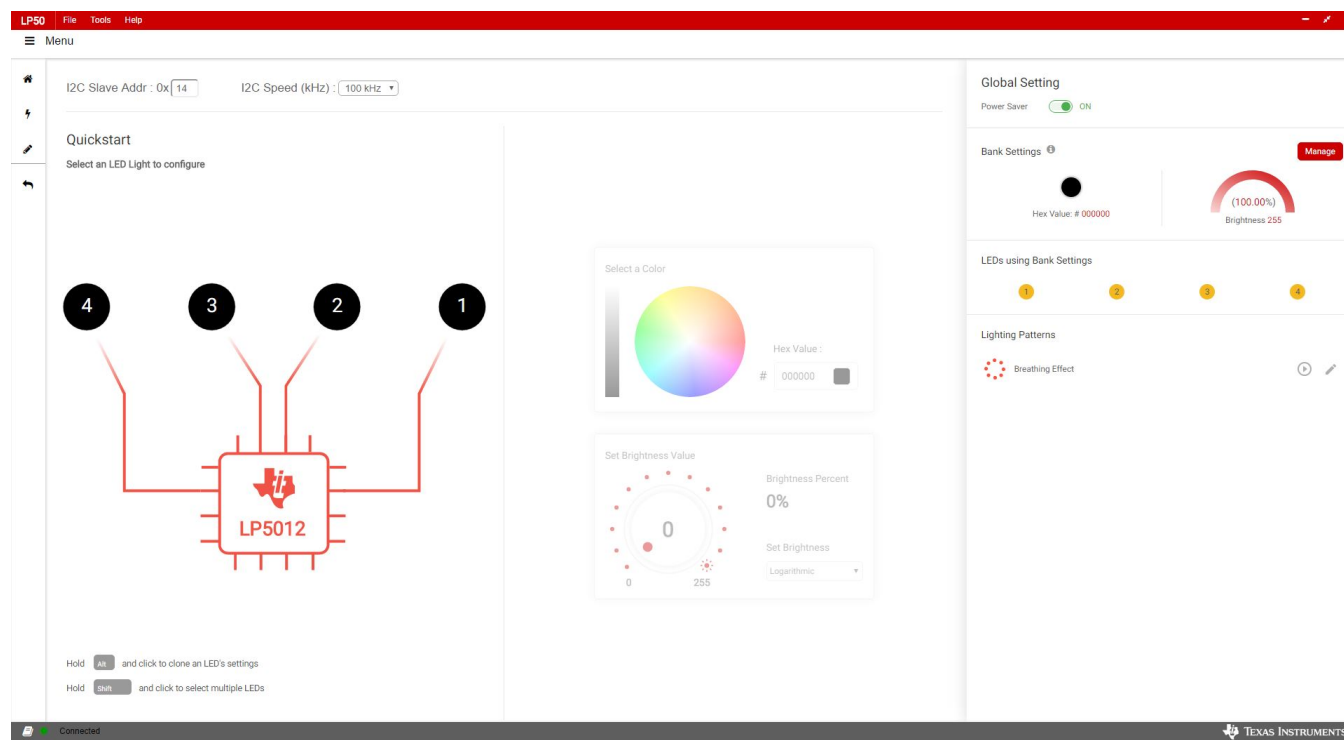 LP50 File Tools Help
Menu
I2C Slave Addr : 0x 14 I2C Speed (kHz) : 100 kHz
Quickstart
Select an LED Light to configure
4 3 2 1
LP5012
Hold Alt and click to clone an LED's settings
Hold Shift and click to select multiple LEDs
Select a Color
Hex Value :
# 000000
Set Brightness Value
0
0 255
Brightness Percent
0%
Set Brightness
Logarithmic
Global Setting
Power Saver ON
Bank Settings Manage
Hex Value: # 000000
(100.00%)
Brightness 255
LEDs using Bank Settings
1 2 3 4
Lighting Patterns
Breathing Effect
Connected
TEXAS INSTRUMENTS